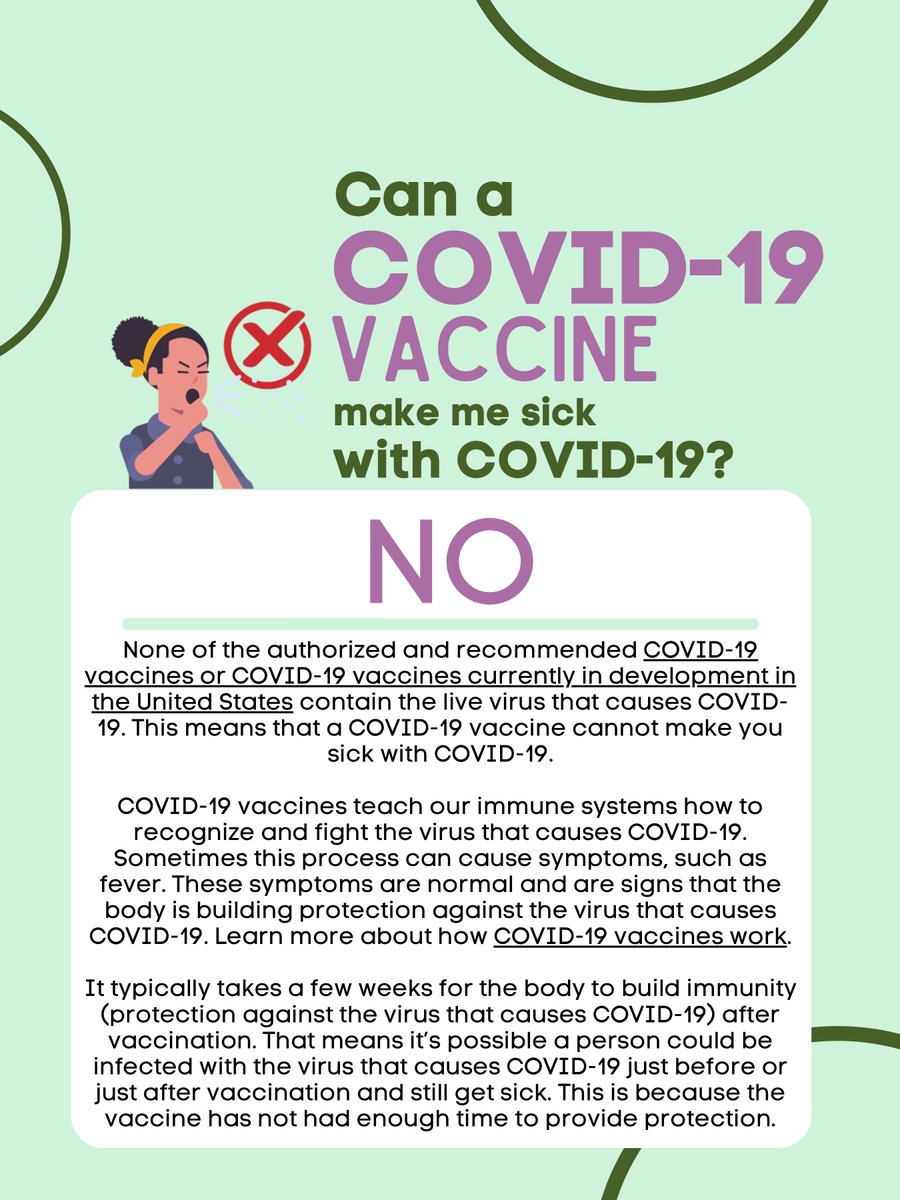 Can a
COVID-19
VACCINE
make me sick
with COVID-19?
NO
None of the authorized and recommended COVID-19
vaccines or COVID-19 vaccines currently in development in
the United States contain the live virus that causes COVID-
19. This means that a COVID-19 vaccine cannot make you
sick with COVID-19.
COVID-19 vaccines teach our immune systems how to
recognize and fight the virus that causes COVID-19.
Sometimes this process can cause symptoms, such as
fever. These symptoms are normal and are signs that the
body is building protection against the virus that causes
COVID-19. Learn more about how COVID-19 vaccines work.
It typically takes a few weeks for the body to build immunity
(protection against the virus that causes COVID-19) after
vaccination. That means it’s possible a person could be
infected with the virus that causes COVID-19 just before or
just after vaccination and still get sick. This is because the
vaccine has not had enough time to provide protection.